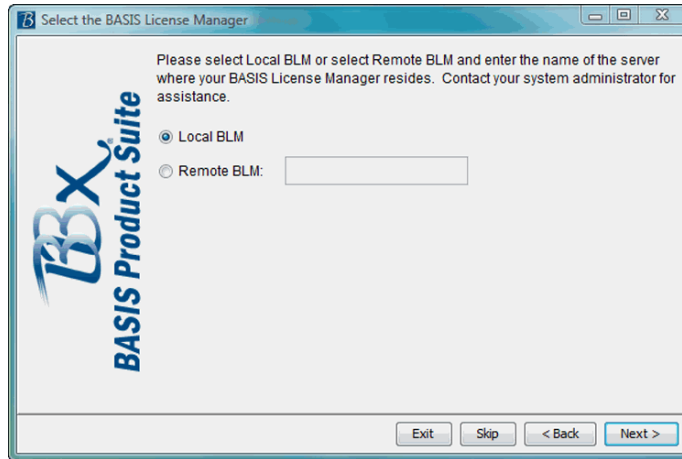 Select the BASIS License Manager
Please select Local BLM or select Remote BLM and enter the name of the server
where your BASIS License Manager resides.  Contact your system administrator for
assistance.
Local BLM
Remote BLM:
BBx®
BASIS Product Suite
Exit
Skip
< Back
Next >